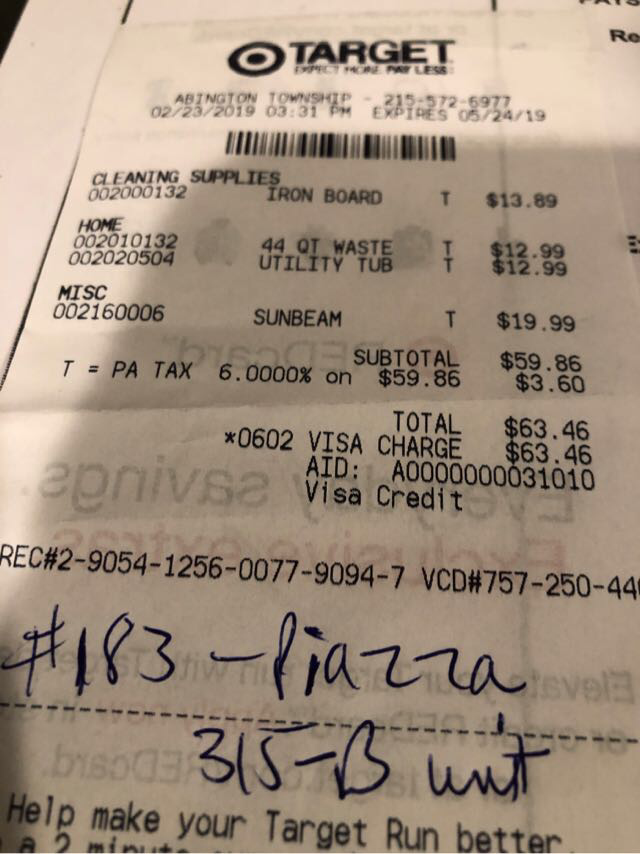 PAYS
Re
TARGET
EXPECT MORE. PAY LESS.
ABINGTON TOWNSHIP - 215-572-6977
02/23/2019 03:31 PM EXPIRES 05/24/19
CLEANING SUPPLIES
002000132 IRON BOARD T $13.89
HOME
002010132 44 QT WASTE T $12.99
002020504 UTILITY TUB T $12.99
MISC
002160006 SUNBEAM T $19.99
SUBTOTAL $59.86
T = PA TAX 6.0000% on $59.86 $3.60
TOTAL $63.46
*0602 VISA CHARGE $63.46
AID: A0000000031010
Visa Credit
REC#2-9054-1256-0077-9094-7 VCD#757-250-44
#183 - Piazza
315-B unit
Help make your Target Run better.
a 2 minute